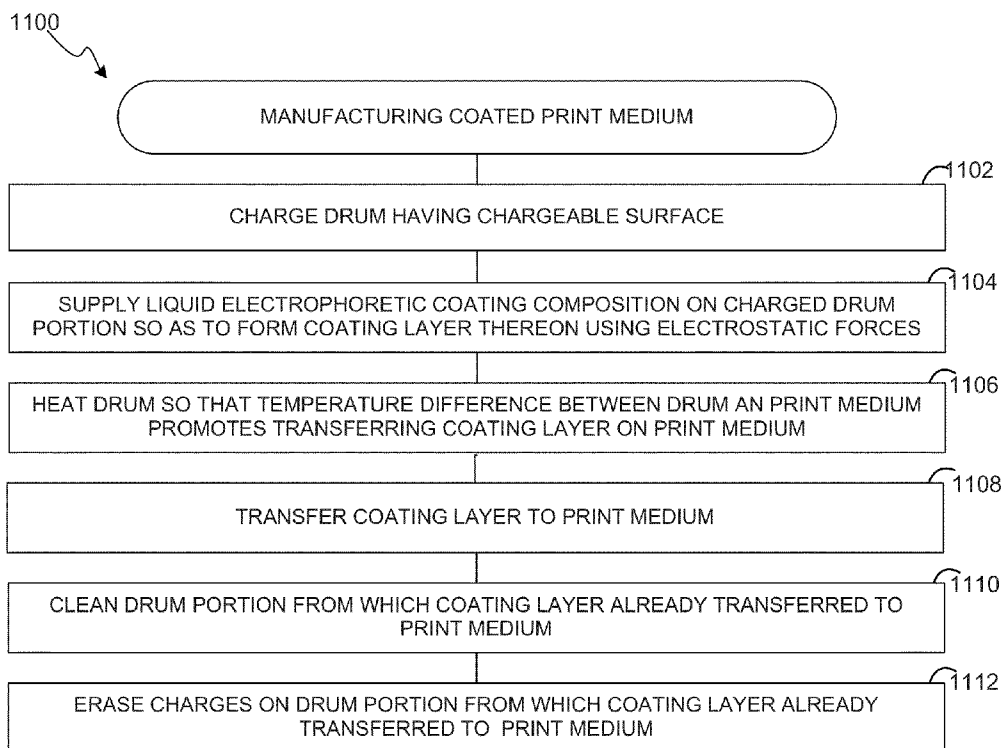 1100
MANUFACTURING COATED PRINT MEDIUM
1102
CHARGE DRUM HAVING CHARGEABLE SURFACE
1104
SUPPLY LIQUID ELECTROPHORETIC COATING COMPOSITION ON CHARGED DRUM
PORTION SO AS TO FORM COATING LAYER THEREON USING ELECTROSTATIC FORCES
1106
HEAT DRUM SO THAT TEMPERATURE DIFFERENCE BETWEEN DRUM AN PRINT MEDIUM
PROMOTES TRANSFERRING COATING LAYER ON PRINT MEDIUM
1108
TRANSFER COATING LAYER TO PRINT MEDIUM
1110
CLEAN DRUM PORTION FROM WHICH COATING LAYER ALREADY TRANSFERRED TO
PRINT MEDIUM
1112
ERASE CHARGES ON DRUM PORTION FROM WHICH COATING LAYER ALREADY
TRANSFERRED TO PRINT MEDIUM